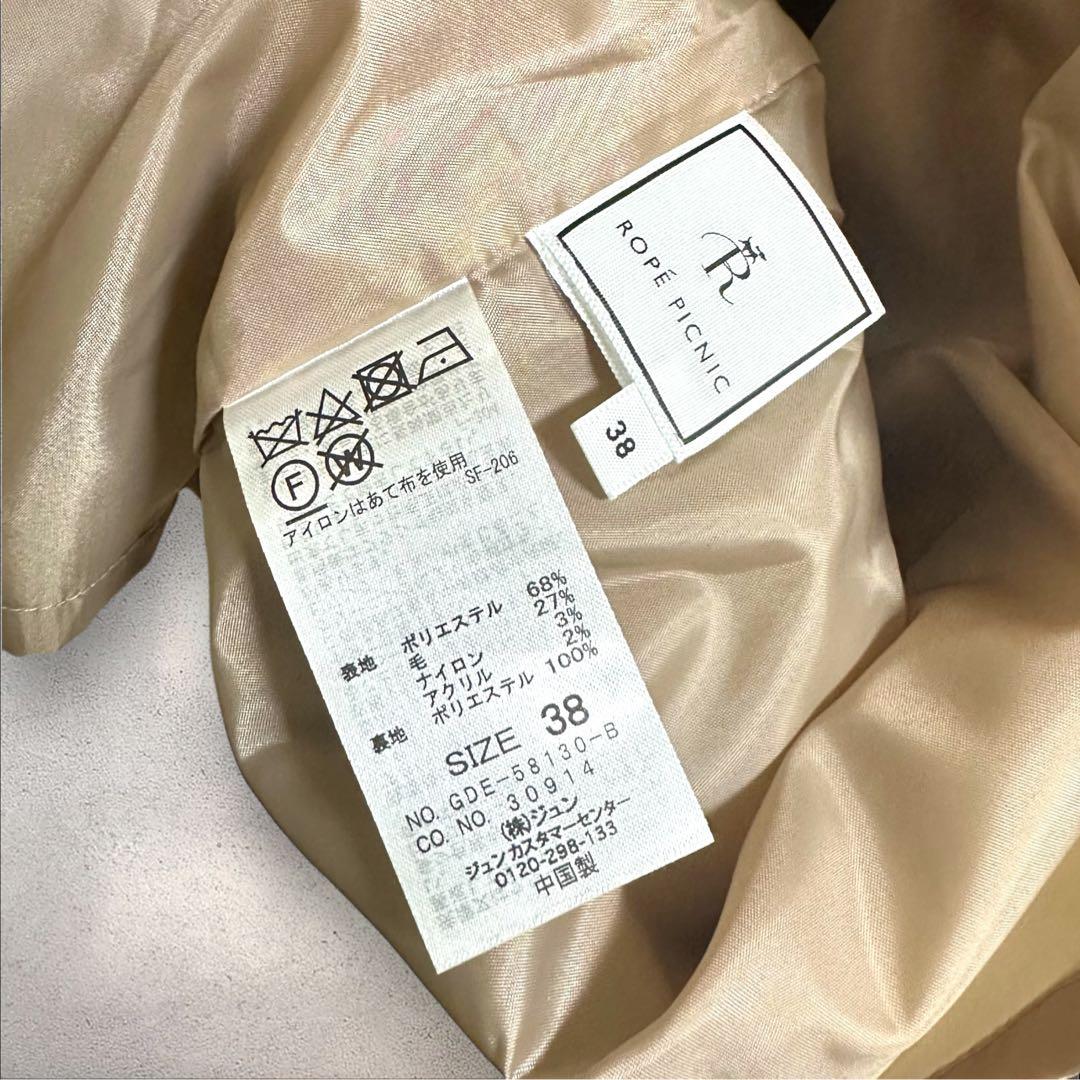 R
ROPÉ PICNIC
38
F
W
アイロンはあて布を使用
SF-206
表地 ポリエステル 68%
毛 27%
ナイロン 3%
アクリル 2%
裏地 ポリエステル 100%
SIZE 38
NO. GDE-58130-B
CO. NO. 30914
(株)ジュン
ジュンカスタマーセンター
0120-298-133
中国製